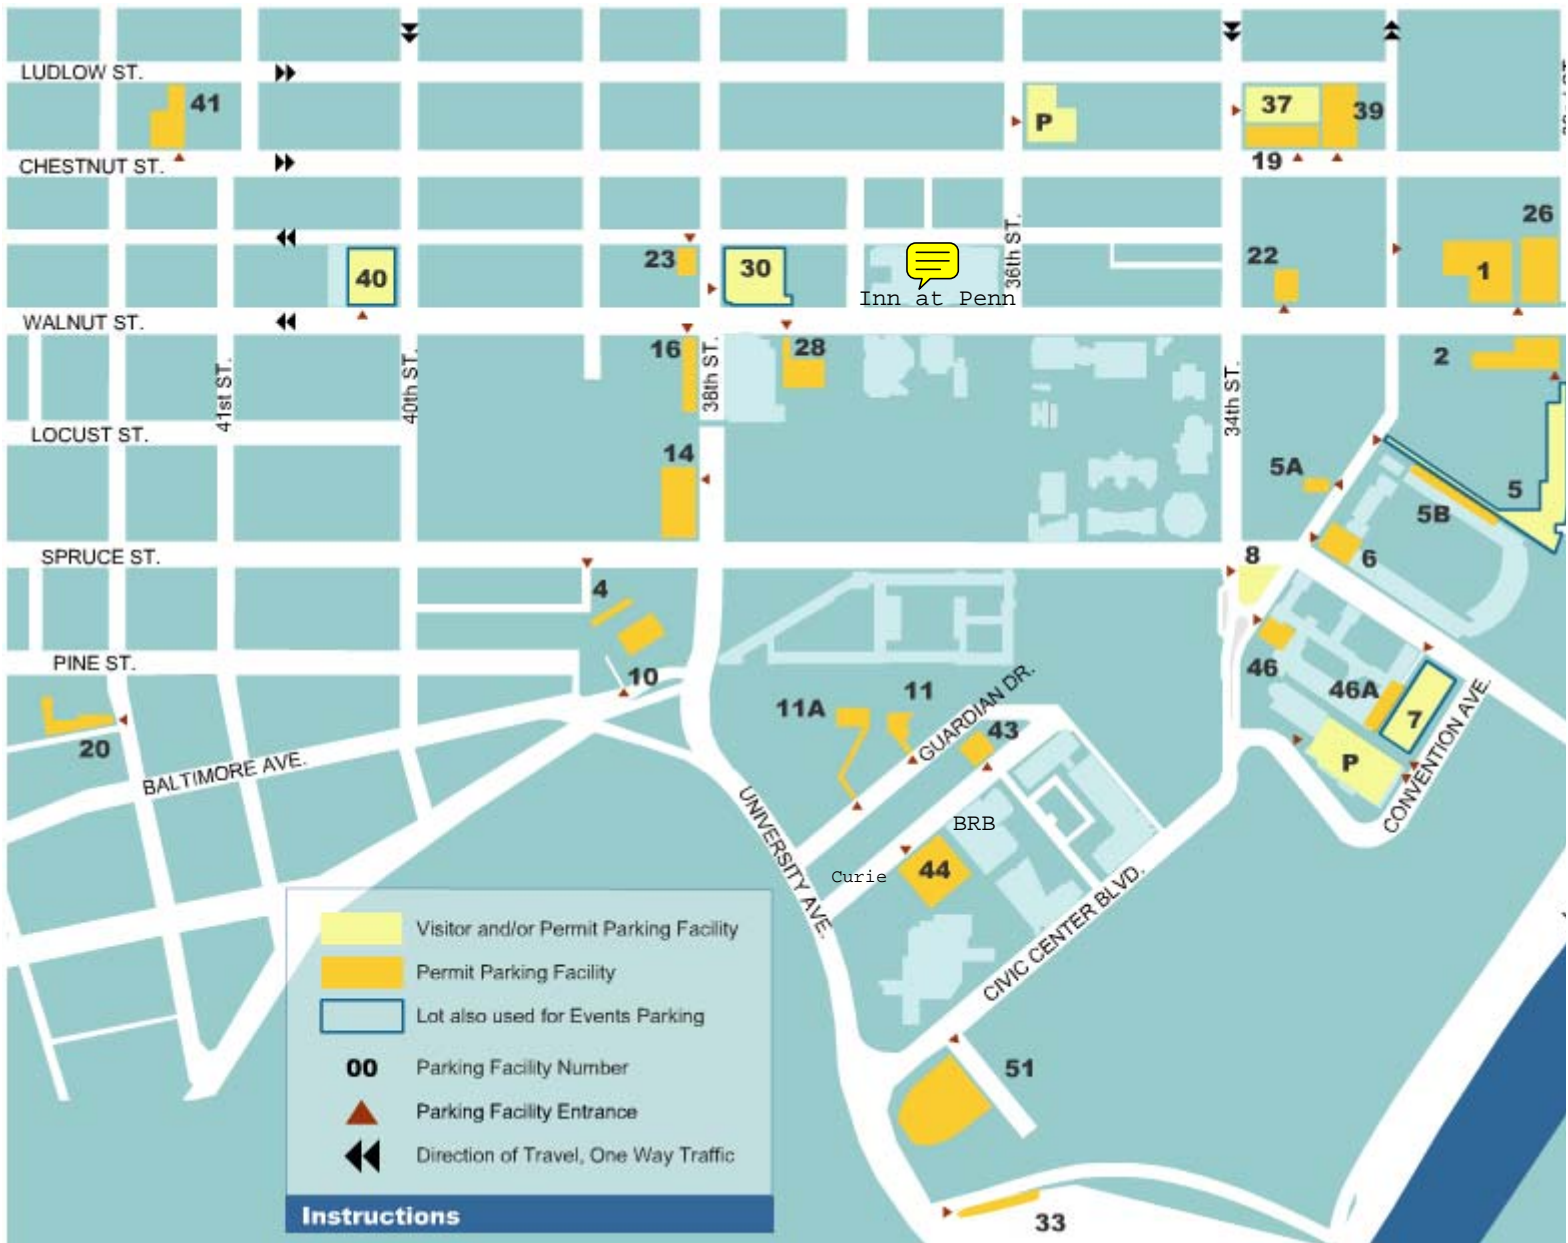 LUDLOW ST.
41
P
37
39
CHESTNUT ST.
19
36th ST.
26
23
30
40
22
1
Inn at Penn
WALNUT ST.
16
28
2
41st ST.
40th ST.
38th ST.
34th ST.
LOCUST ST.
14
5A
5
5B
SPRUCE ST.
8
6
4
PINE ST.
10
46
46A
11
11A
GUARDIAN DR.
43
7
20
BALTIMORE AVE.
P
CONVENTION AVE.
UNIVERSITY AVE.
BRB
Curie
44
CIVIC CENTER BLVD.
Visitor and/or Permit Parking Facility
Permit Parking Facility
Lot also used for Events Parking
00 Parking Facility Number
51
Parking Facility Entrance
Direction of Travel, One Way Traffic
Instructions
33